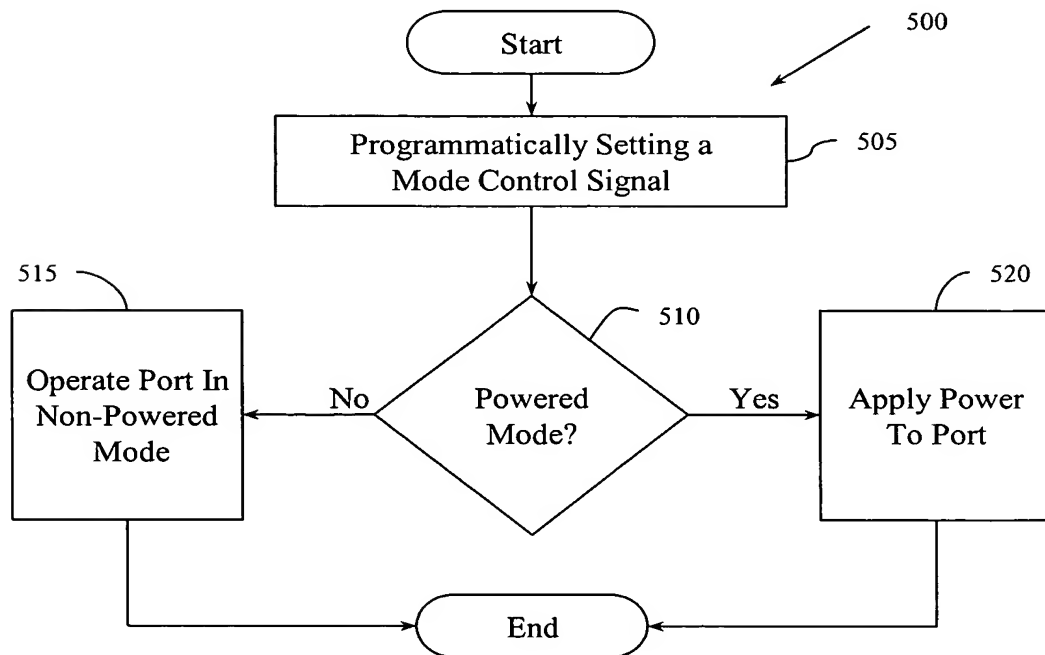 Start
500
Programmatically Setting a
Mode Control Signal
505
515
520
510
Operate Port In
Non-Powered
Mode
No
Powered
Mode?
Yes
Apply Power
To Port
End